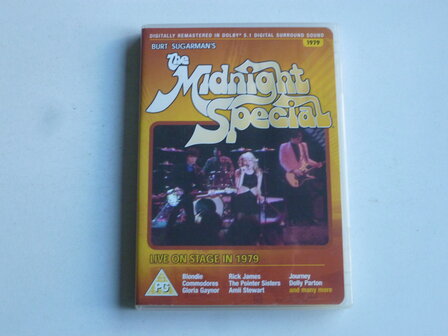 DIGITALLY REMASTERED IN DOLBY* 5.1 DIGITAL SURROUND SOUND
BURT SUGARMAN'S
1979
The
Midnight
Special
LIVE ON STAGE IN 1979
PG
Blondie
Commodores
Gloria Gaynor
Rick James
The Pointer Sisters
Amii Stewart
Journey
Dolly Parton
and many more